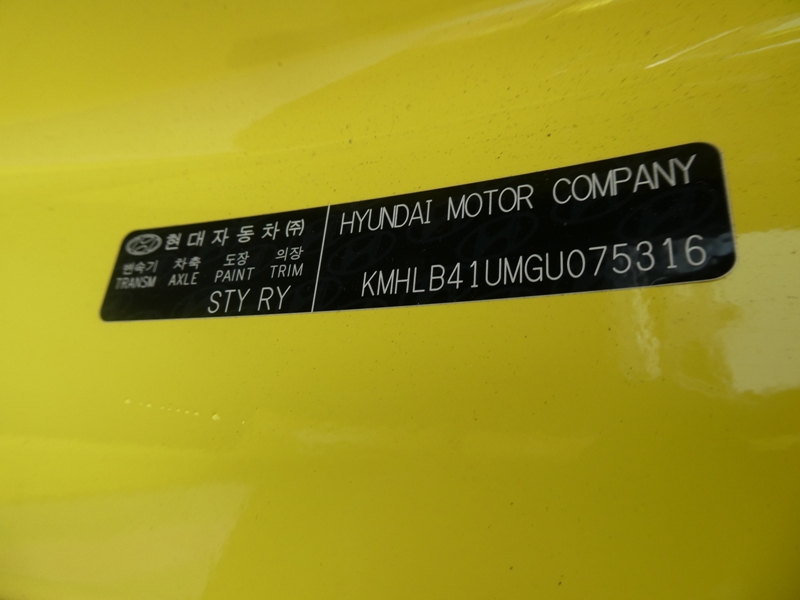 현대자동차㈜
변속기 차축 도장 의장
TRANSM AXLE PAINT TRIM
STY RY
HYUNDAI MOTOR COMPANY
KMHLB41UMGU075316